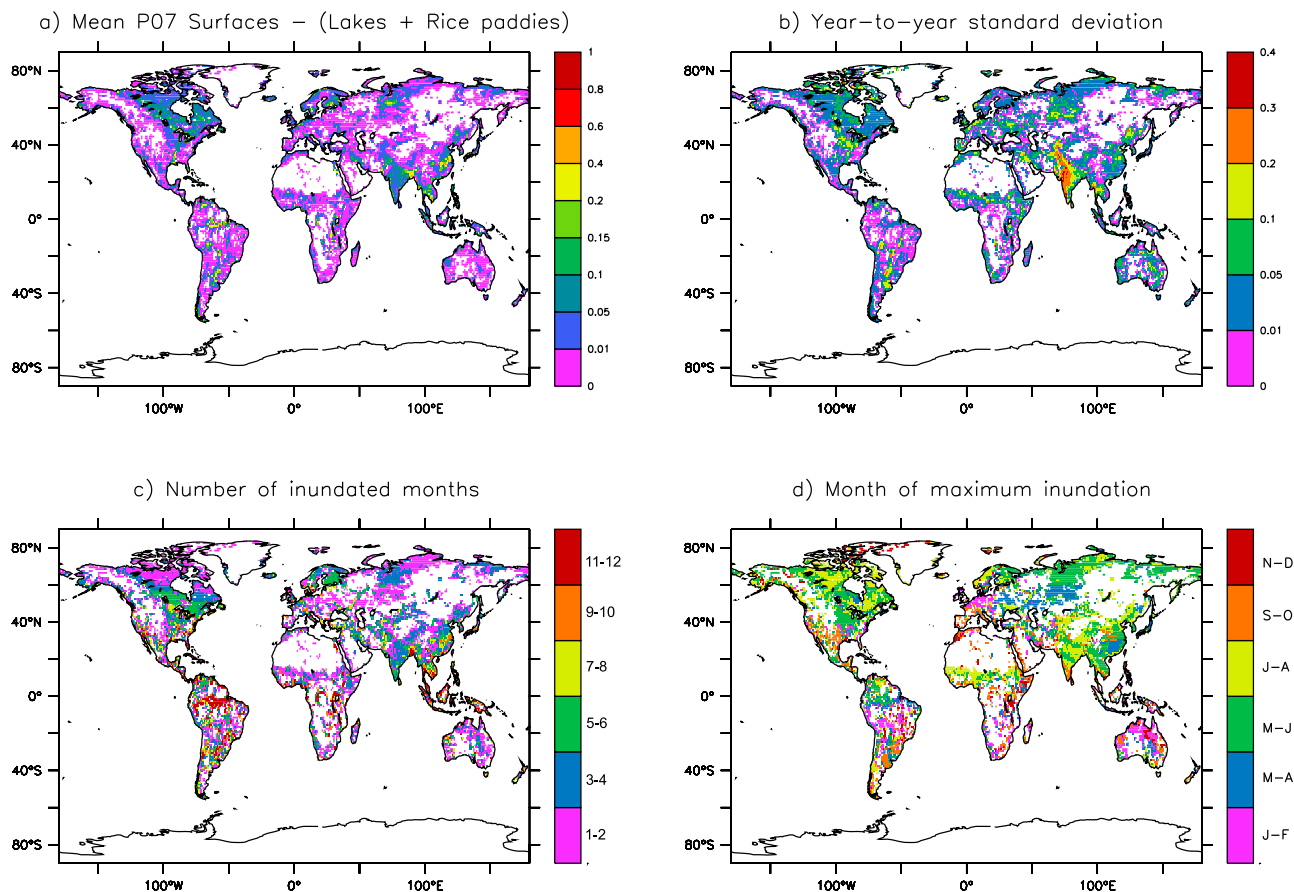 a) Mean P07 Surfaces − (Lakes + Rice paddies)
80°N
40°N
0°
40°S
80°S
100°W
0°
100°E
1
0.8
0.6
0.4
0.2
0.15
0.1
0.05
0.01
0
b) Year−to−year standard deviation
80°N
40°N
0°
40°S
80°S
100°W
0°
100°E
0.4
0.3
0.2
0.1
0.05
0.01
0
c) Number of inundated months
80°N
40°N
0°
40°S
80°S
100°W
0°
100°E
11-12
9-10
7-8
5-6
3-4
1-2
d) Month of maximum inundation
80°N
40°N
0°
40°S
80°S
100°W
0°
100°E
N−D
S−O
J−A
M−J
M−A
J−F